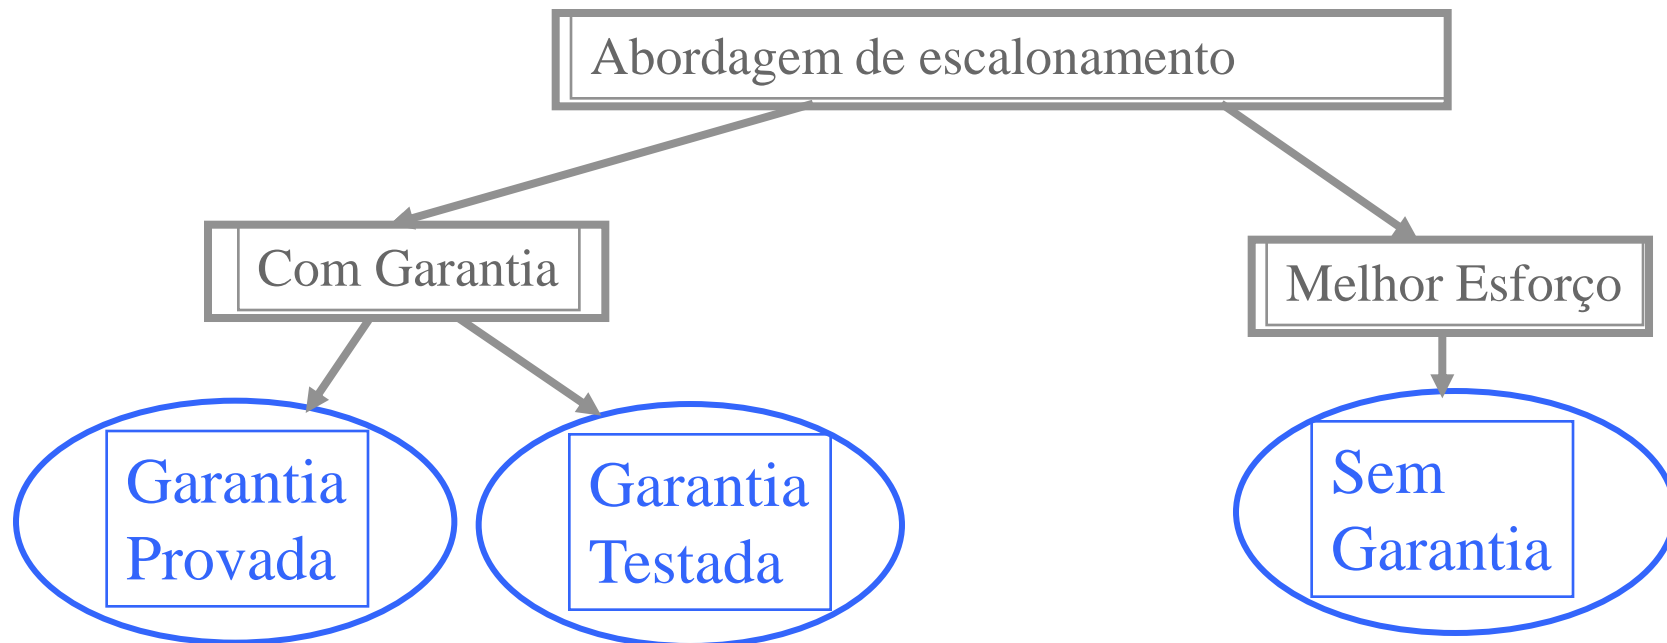 Abordagem de escalonamento
Com Garantia
Melhor Esforço
Garantia
Provada
Garantia
Testada
Sem
Garantia